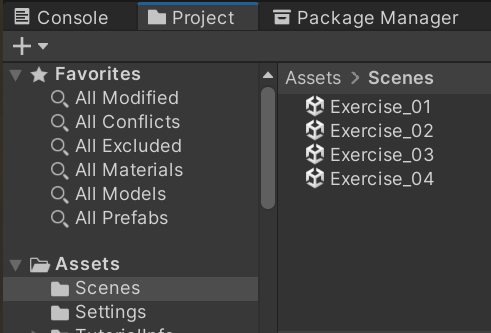 Console Project Package Manager
Favorites
All Modified
All Conflicts
All Excluded
All Materials
All Models
All Prefabs
Assets
Scenes
Settings
TutorialInfo
Assets > Scenes
Exercise_01
Exercise_02
Exercise_03
Exercise_04